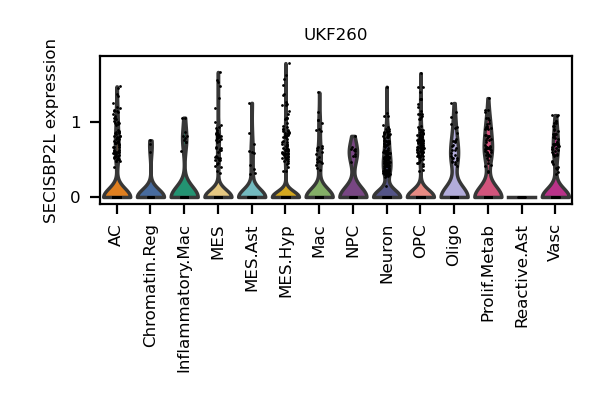 UKF260
SECISBP2L expression
1
0
AC
Chromatin.Reg
Inflammatory.Mac
MES
MES.Ast
MES.Hyp
Mac
NPC
Neuron
OPC
Oligo
Prolif.Metab
Reactive.Ast
Vasc